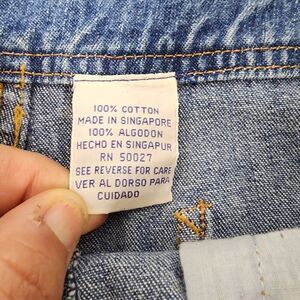 100% COTTON
MADE IN SINGAPORE
100% ALGODON
HECHO EN SINGAPUR
RN 50027
SEE REVERSE FOR CARE
VER AL DORSO PARA
CUIDADO